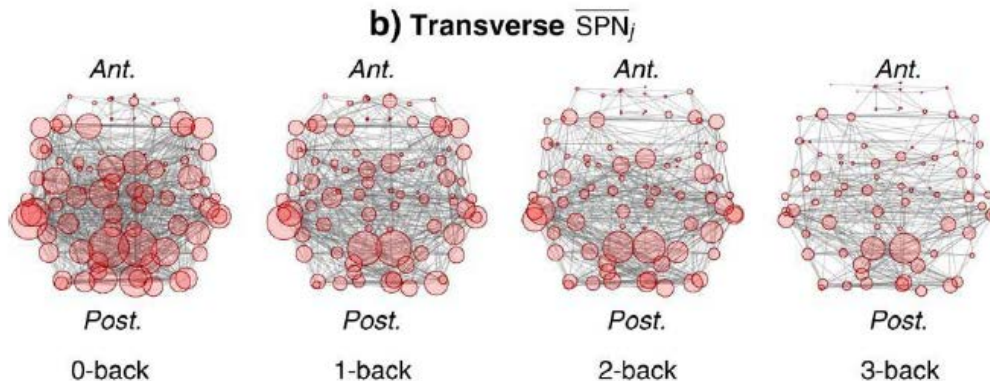 b) Transverse SPN̅ⱼ
Ant. Ant. Ant. Ant.
Post. Post. Post. Post.
0-back 1-back 2-back 3-back